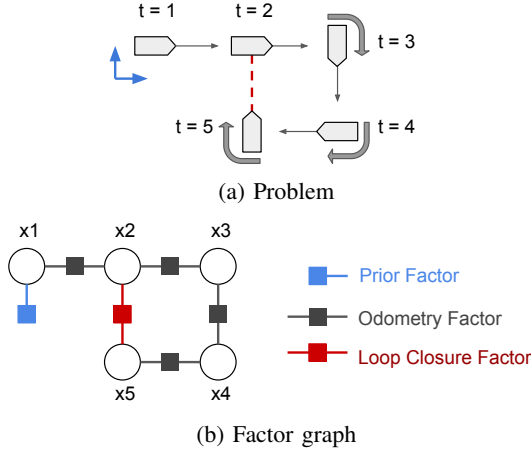 t = 1
t = 2
t = 3
t = 5
t = 4
(a) Problem
x1
x2
x3
Prior Factor
Odometry Factor
Loop Closure Factor
x5
x4
(b) Factor graph